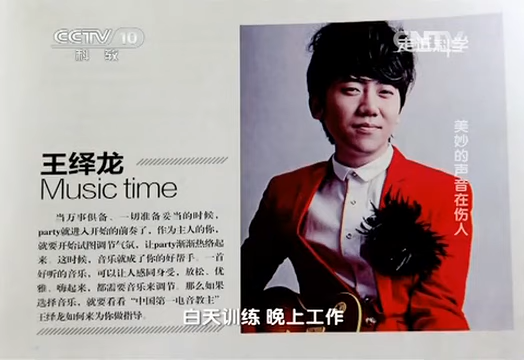 CCTV 10
科教
CNTV
走近科学
美妙的声音在伤人
王绎龙
Music time
当万事俱备、一切准备妥当的时候,
party就进入开始的前奏了,作为主人的你,
就要开始试图调节气氛,让party渐渐热络起
来。这时候,音乐就成了你的好帮手。一首
好听的音乐,可以让人感同身受,放松、优
雅、嗨起来,都需要音乐来调节。那么如果
选择音乐,就要看看“中国第一电音教主”
王绎龙如何来为你做指导。
白天训练 晚上工作